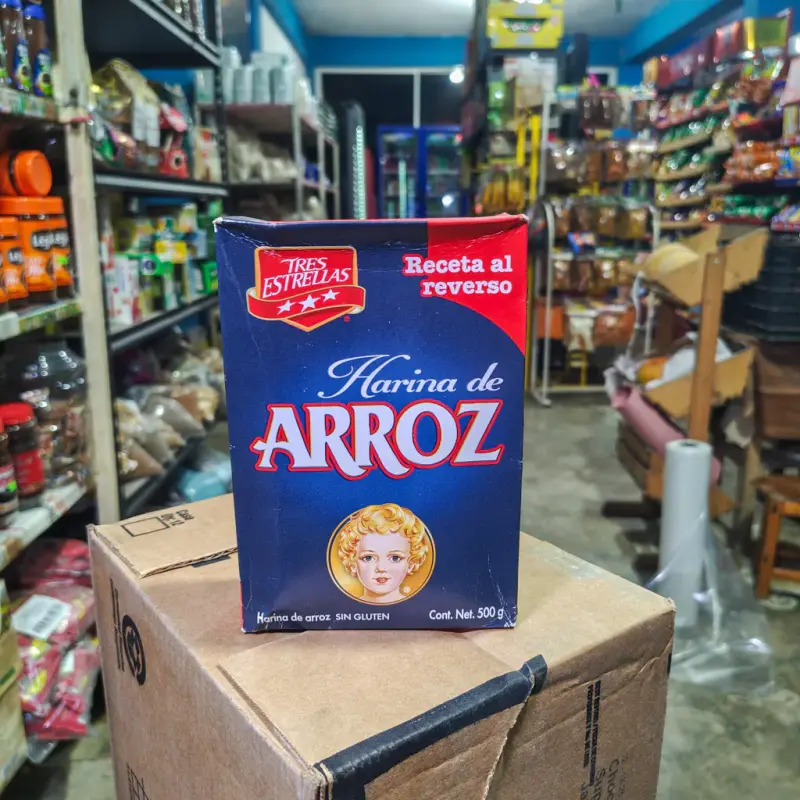 TRES
ESTRELLAS
Receta al
reverso
Harina de
ARROZ
Harina de arroz SIN GLUTEN
Cont. Net. 500 g